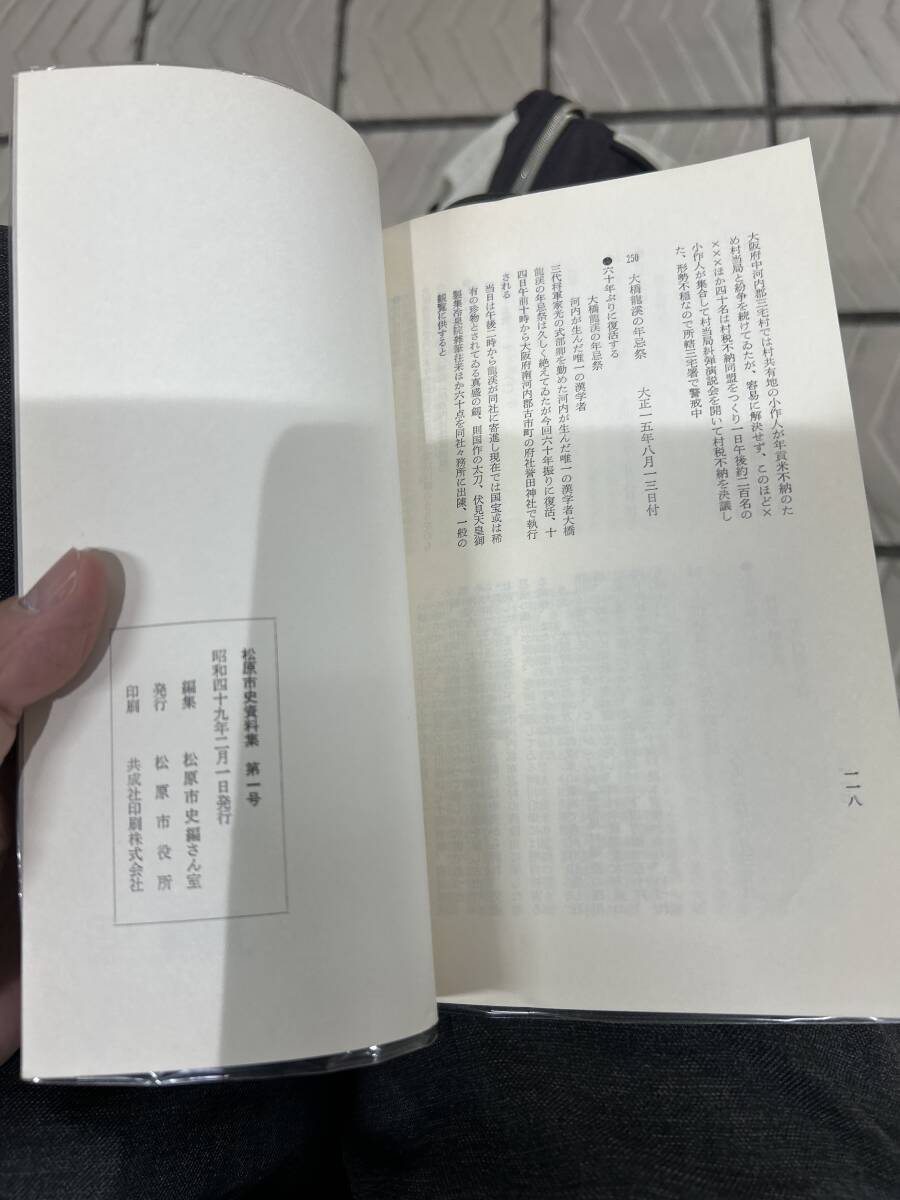 大阪府中河内郡三宅村では村共有地の小作人が年貢米不納のた
め村当局と紛争を続けてゐたが、容易に解決せず、このほど×
×××ほか四十名は村税不納同盟をつくり一日午後約二百名の
小作人が集合して村当局糾弾演説会を開いて村税不納を決議し
た、形勢不穏なので所轄三宅署で警戒中
250 大橋龍渓の年忌祭 大正一五年八月一三日付
●六十年ぶりに復活する
大橋龍渓の年忌祭
河内が生んだ唯一の漢学者
三代将軍家光の式部卿を勤めた河内が生んだ唯一の漢学者大橋
龍渓の年忌祭は久しく絶えてゐたが今回六十年振りに復活、十
四日午前十時から大阪府南河内郡古市町の府社誉田神社で執行
される
当日は午後二時から龍渓が同社に寄進し現在では国宝或は稀
有の珍物とされてゐる真盛の劔、則国作の太刀、伏見天皇御
製集冷泉院雑筆往来ほか六十点を同社々務所に出陳、一般の
観覧に供すると
一一八
松原市史資料集 第一号
昭和四十九年二月一日発行
編集 松原市史編さん室
発行 松原市役所
印刷 共成社印刷株式会社